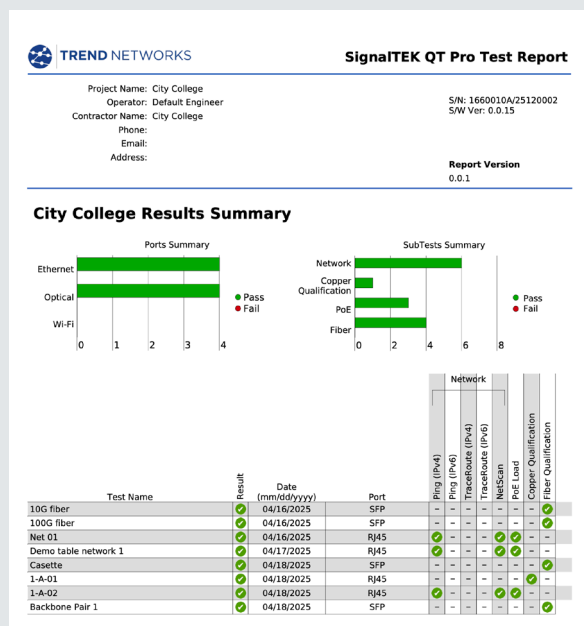 TREND NETWORKS
SignalTEK QT Pro Test Report
Project Name: City College
Operator: Default Engineer
Contractor Name: City College
Phone:
Email:
Address:
S/N: 1660010A/25120002
S/W Ver: 0.0.15
Report Version
0.0.1
City College Results Summary
Ports Summary
Ethernet
Optical
Wi-Fi
0 1 2 3 4
Pass
Fail
SubTests Summary
Network
Copper
Qualification
PoE
Fiber
0 2 4 6 8
Pass
Fail
Network
Test Name
Result
Date
(mm/dd/yyyy)
Port
Ping (IPv4)
Ping (IPv6)
TraceRoute (IPv4)
TraceRoute (IPv6)
NetScan
PoE Load
Copper Qualification
Fiber Qualification
10G fiber 04/16/2025 SFP – – – – – – –
100G fiber 04/16/2025 SFP – – – – – – –
Net 01 04/16/2025 RJ45 – – – – –
Demo table network 1 04/17/2025 RJ45 – – – – –
Casette 04/18/2025 SFP – – – – – – –
1-A-01 04/18/2025 RJ45 – – – – – – –
1-A-02 04/18/2025 RJ45 – – – – –
Backbone Pair 1 04/18/2025 SFP – – – – – – –